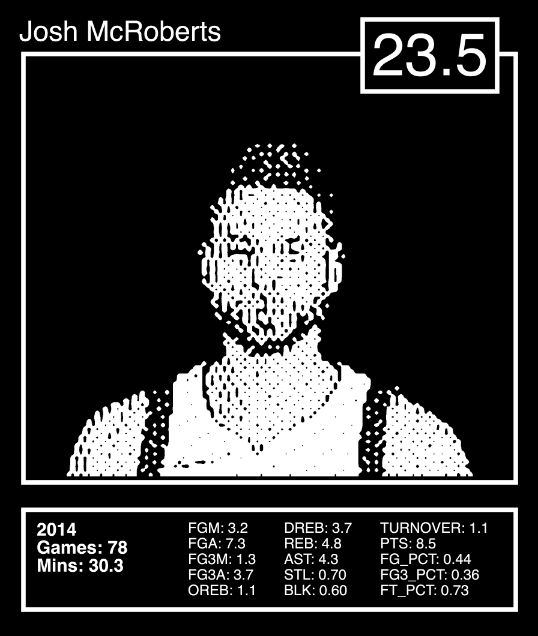 Josh McRoberts
23.5
2014
Games: 78
Mins: 30.3
FGM: 3.2
FGA: 7.3
FG3M: 1.3
FG3A: 3.7
OREB: 1.1
DREB: 3.7
REB: 4.8
AST: 4.3
STL: 0.70
BLK: 0.60
TURNOVER: 1.1
PTS: 8.5
FG_PCT: 0.44
FG3_PCT: 0.36
FT_PCT: 0.73